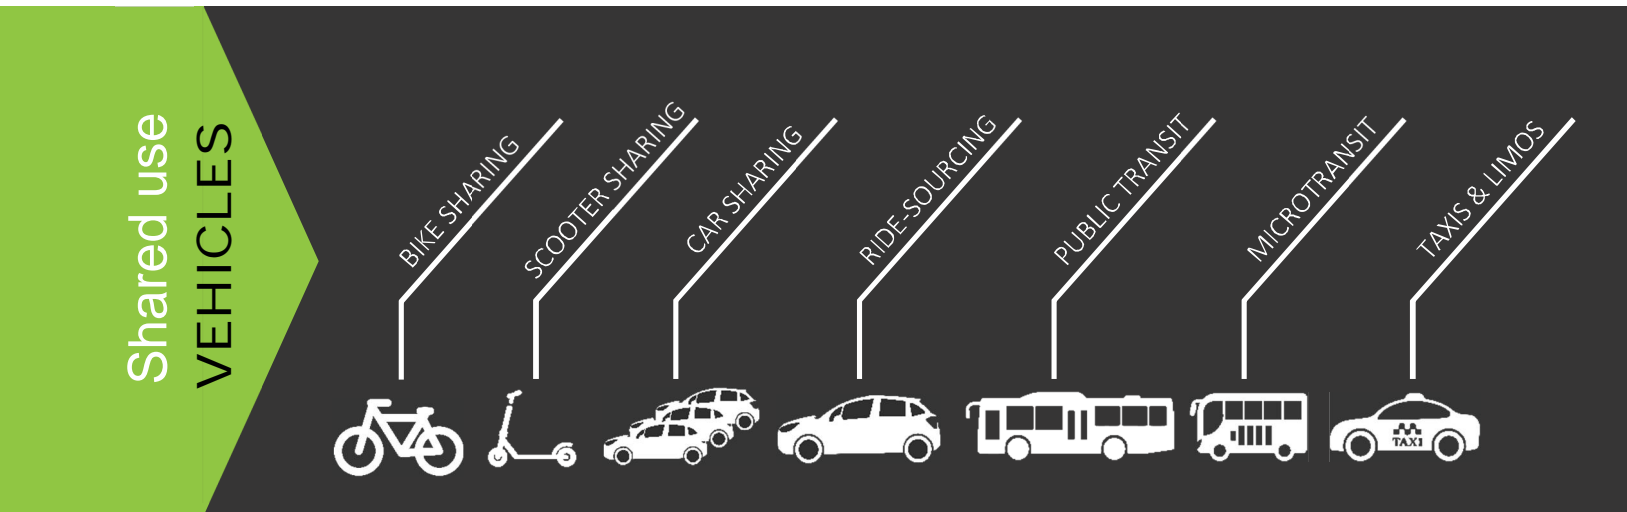 Shared use
VEHICLES
BIKE SHARING
SCOOTER SHARING
CAR SHARING
RIDE-SOURCING
PUBLIC TRANSIT
MICROTRANSIT
TAXIS & LIMOS
TAXI